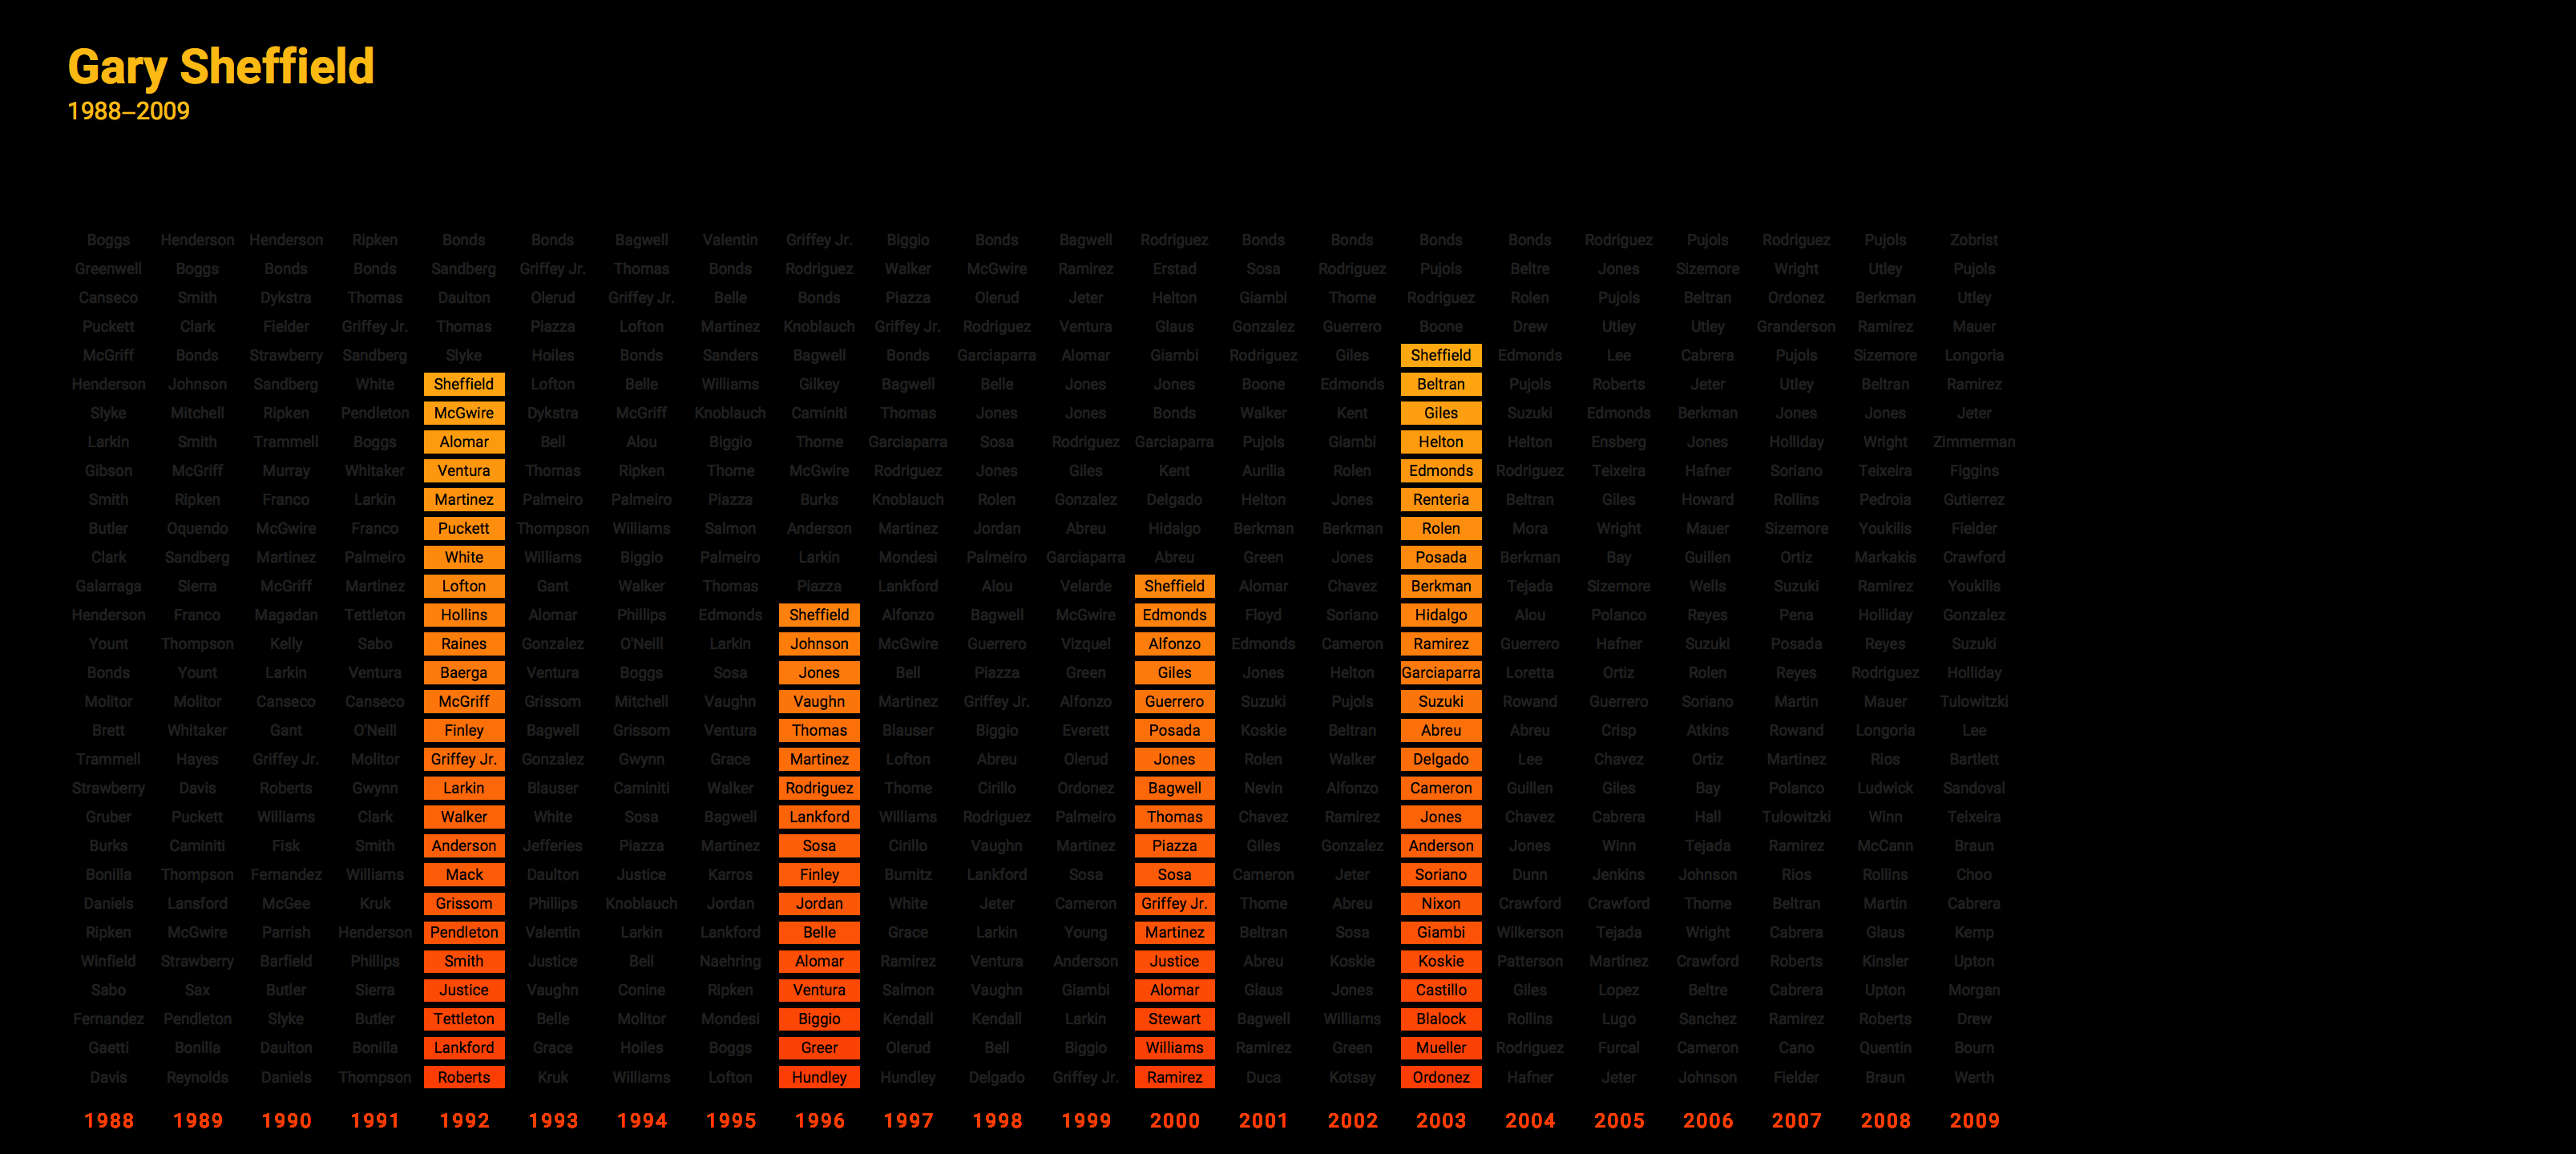 Gary Sheffield
1988–2009
Boggs Henderson Henderson Ripken Bonds Bonds Bagwell Valentin Griffey Jr. Biggio Bonds Bagwell Rodriguez Bonds Bonds Bonds Bonds Rodriguez Pujols Rodriguez Pujols Zobrist
Greenwell Boggs Bonds Bonds Sandberg Griffey Jr. Thomas Bonds Rodriguez Walker McGwire Ramirez Erstad Sosa Rodriguez Pujols Beltre Jones Sizemore Wright Utley Pujols
Canseco Smith Dykstra Thomas Daulton Olerud Griffey Jr. Belle Bonds Piazza Olerud Jeter Helton Giambi Thome Rodriguez Rolen Pujols Beltran Ordonez Berkman Utley
Puckett Clark Fielder Griffey Jr. Thomas Piazza Lofton Martinez Knoblauch Griffey Jr. Rodriguez Ventura Glaus Gonzalez Guerrero Boone Drew Utley Utley Granderson Ramirez Mauer
McGriff Bonds Strawberry Sandberg Slyke Hoiles Bonds Sanders Bagwell Bonds Garciaparra Alomar Giambi Rodriguez Giles Sheffield Edmonds Lee Cabrera Pujols Sizemore Longoria
Henderson Johnson Sandberg White Sheffield Lofton Belle Williams Gilkey Bagwell Belle Jones Jones Boone Edmonds Beltran Pujols Roberts Jeter Utley Beltran Ramirez
Slyke Mitchell Ripken Pendleton McGwire Dykstra McGriff Knoblauch Caminiti Thomas Jones Jones Bonds Walker Kent Giles Suzuki Edmonds Berkman Jones Jones Jeter
Larkin Smith Trammell Boggs Alomar Bell Alou Biggio Thome Garciaparra Sosa Rodriguez Garciaparra Pujols Giambi Helton Helton Ensberg Jones Holliday Wright Zimmerman
Gibson McGriff Murray Whitaker Ventura Thomas Ripken Thome McGwire Rodriguez Jones Giles Kent Aurilia Rolen Edmonds Rodriguez Teixeira Hafner Soriano Teixeira Figgins
Smith Ripken Franco Larkin Martinez Palmeiro Palmeiro Piazza Burks Knoblauch Rolen Gonzalez Delgado Helton Jones Renteria Beltran Giles Howard Rollins Pedroia Gutierrez
Butler Oquendo McGwire Franco Puckett Thompson Williams Salmon Anderson Martinez Jordan Abreu Hidalgo Berkman Berkman Rolen Mora Wright Mauer Sizemore Youkilis Fielder
Clark Sandberg Martinez Palmeiro White Williams Biggio Palmeiro Larkin Mondesi Palmeiro Garciaparra Abreu Green Jones Posada Berkman Bay Guillen Ortiz Markakis Crawford
Galarraga Sierra McGriff Martinez Lofton Gant Walker Thomas Piazza Lankford Alou Velarde Sheffield Alomar Chavez Berkman Tejada Sizemore Wells Suzuki Ramirez Youkilis
Henderson Franco Magadan Tettleton Hollins Alomar Phillips Edmonds Sheffield Alfonzo Bagwell McGwire Edmonds Floyd Soriano Hidalgo Alou Polanco Reyes Pena Holliday Gonzalez
Yount Thompson Kelly Sabo Raines Gonzalez O'Neill Larkin Johnson McGwire Guerrero Vizquel Alfonzo Edmonds Cameron Ramirez Guerrero Hafner Suzuki Posada Reyes Suzuki
Bonds Yount Larkin Ventura Baerga Ventura Boggs Sosa Jones Bell Piazza Green Giles Jones Helton Garciaparra Loretta Ortiz Rolen Reyes Rodriguez Holliday
Molitor Molitor Canseco Canseco McGriff Grissom Mitchell Vaughn Vaughn Martinez Griffey Jr. Alfonzo Guerrero Suzuki Pujols Suzuki Rowand Guerrero Soriano Martin Mauer Tulowitzki
Brett Whitaker Gant O'Neill Finley Bagwell Grissom Ventura Thomas Blauser Biggio Everett Posada Koskie Beltran Abreu Abreu Crisp Atkins Rowand Longoria Lee
Trammell Hayes Griffey Jr. Molitor Griffey Jr. Gonzalez Gwynn Grace Martinez Lofton Abreu Olerud Jones Rolen Walker Delgado Lee Chavez Ortiz Martinez Rios Bartlett
Strawberry Davis Roberts Gwynn Larkin Blauser Caminiti Walker Rodriguez Thome Cirillo Ordonez Bagwell Nevin Alfonzo Cameron Guillen Giles Bay Polanco Ludwick Sandoval
Gruber Puckett Williams Clark Walker White Sosa Bagwell Lankford Williams Rodriguez Palmeiro Thomas Chavez Ramirez Jones Chavez Cabrera Hall Tulowitzki Winn Teixeira
Burks Caminiti Fisk Smith Anderson Jefferies Piazza Martinez Sosa Cirillo Vaughn Martinez Piazza Giles Gonzalez Anderson Jones Winn Tejada Ramirez McCann Braun
Bonilla Thompson Fernandez Williams Mack Daulton Justice Karros Finley Burnitz Lankford Sosa Sosa Cameron Jeter Soriano Dunn Jenkins Johnson Rios Rollins Choo
Daniels Lansford McGee Kruk Grissom Phillips Knoblauch Jordan Jordan White Jeter Cameron Griffey Jr. Thome Abreu Nixon Crawford Crawford Thome Beltran Martin Cabrera
Ripken McGwire Parrish Henderson Pendleton Valentin Larkin Lankford Belle Grace Larkin Young Martinez Beltran Sosa Giambi Wilkerson Tejada Wright Cabrera Glaus Kemp
Winfield Strawberry Barfield Phillips Smith Justice Bell Naehring Alomar Ramirez Ventura Anderson Justice Abreu Koskie Koskie Patterson Martinez Crawford Roberts Kinsler Upton
Sabo Sax Butler Sierra Justice Vaughn Conine Ripken Ventura Salmon Vaughn Giambi Alomar Glaus Jones Castillo Giles Lopez Beltre Cabrera Upton Morgan
Fernandez Pendleton Slyke Butler Tettleton Belle Molitor Mondesi Biggio Kendall Kendall Larkin Stewart Bagwell Williams Blalock Rollins Lugo Sanchez Ramirez Roberts Drew
Gaetti Bonilla Daulton Bonilla Lankford Grace Hoiles Boggs Greer Olerud Bell Biggio Williams Ramirez Green Mueller Rodriguez Furcal Cameron Cano Quentin Bourn
Davis Reynolds Daniels Thompson Roberts Kruk Williams Lofton Hundley Hundley Delgado Griffey Jr. Ramirez Duca Kotsay Ordonez Hafner Jeter Johnson Fielder Braun Werth
1988 1989 1990 1991 1992 1993 1994 1995 1996 1997 1998 1999 2000 2001 2002 2003 2004 2005 2006 2007 2008 2009